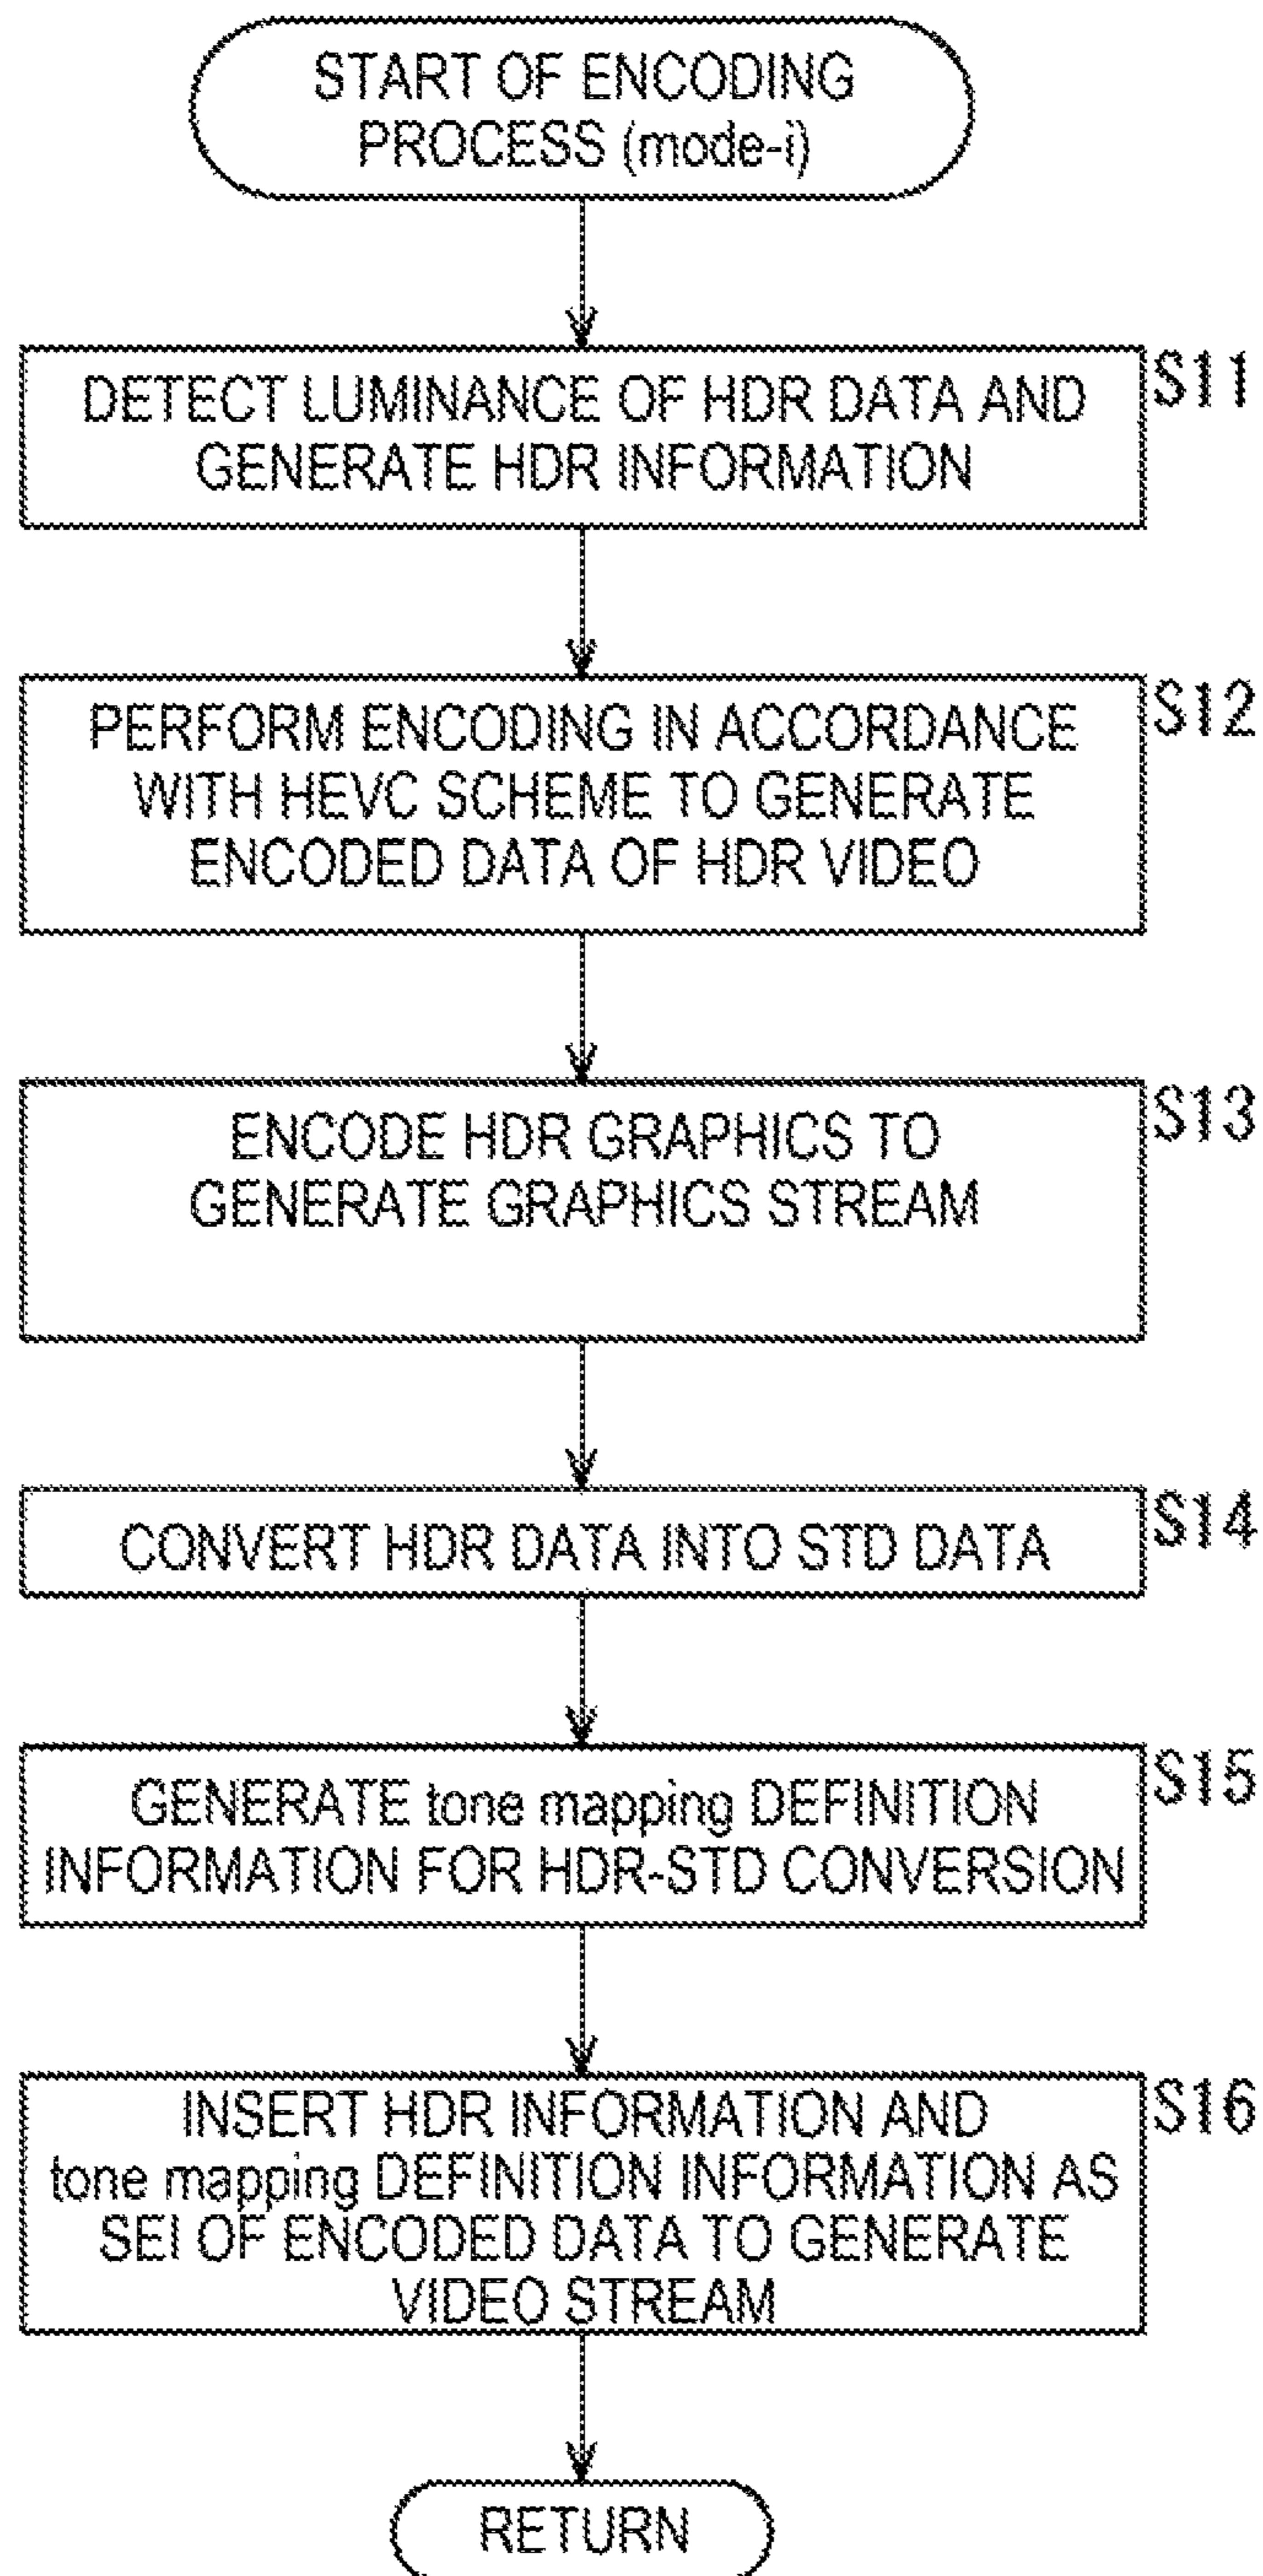 START OF ENCODING
PROCESS (mode-i)
S11
DETECT LUMINANCE OF HDR DATA AND
GENERATE HDR INFORMATION
S12
PERFORM ENCODING IN ACCORDANCE
WITH HEVC SCHEME TO GENERATE
ENCODED DATA OF HDR VIDEO
S13
ENCODE HDR GRAPHICS TO
GENERATE GRAPHICS STREAM
S14
CONVERT HDR DATA INTO STD DATA
S15
GENERATE tone mapping DEFINITION
INFORMATION FOR HDR-STD CONVERSION
S16
INSERT HDR INFORMATION AND
tone mapping DEFINITION INFORMATION AS
SEI OF ENCODED DATA TO GENERATE
VIDEO STREAM
RETURN